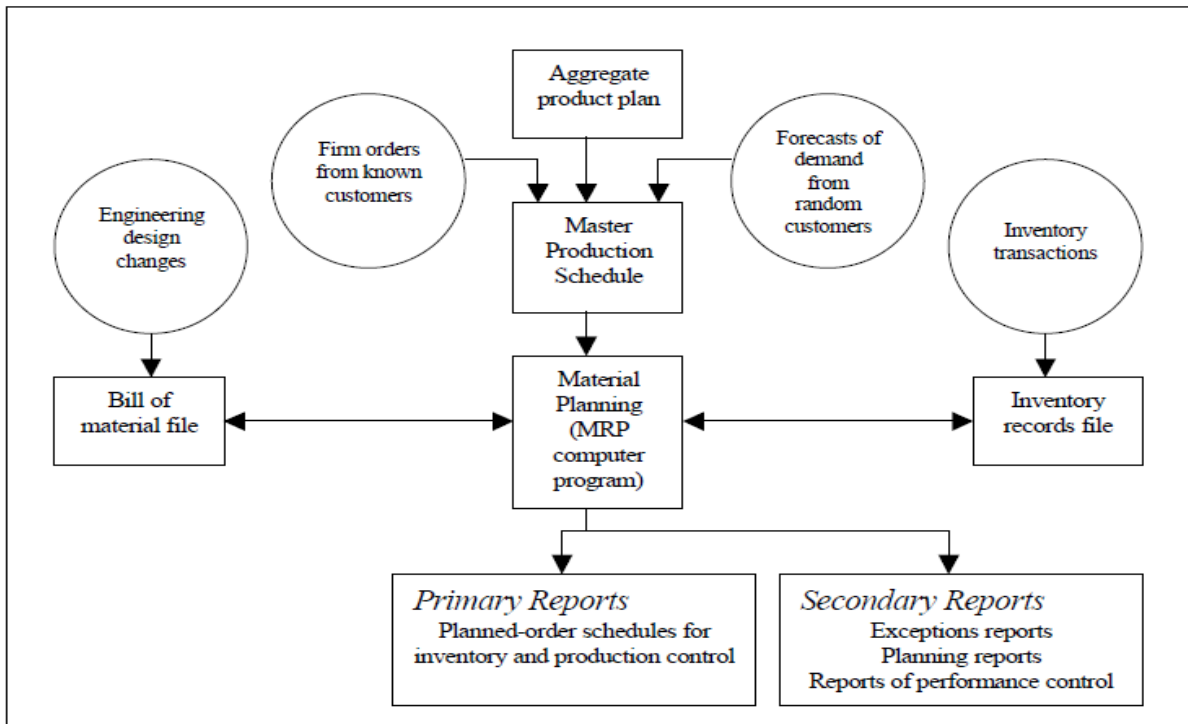 Aggregate
product plan
Firm orders
from known
customers
Forecasts of
demand
from
random
customers
Engineering
design
changes
Master
Production
Schedule
Inventory
transactions
Bill of
material file
Material
Planning
(MRP
computer
program)
Inventory
records file
Primary Reports
Planned-order schedules for
inventory and production control
Secondary Reports
Exceptions reports
Planning reports
Reports of performance control